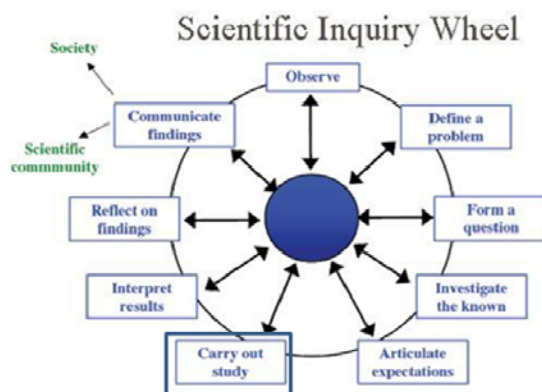 Scientific Inquiry Wheel
Society
Scientific
commmunity
Observe
Define a
problem
Form a
question
Investigate
the known
Articulate
expectations
Carry out
study
Interpret
results
Reflect on
findings
Communicate
findings